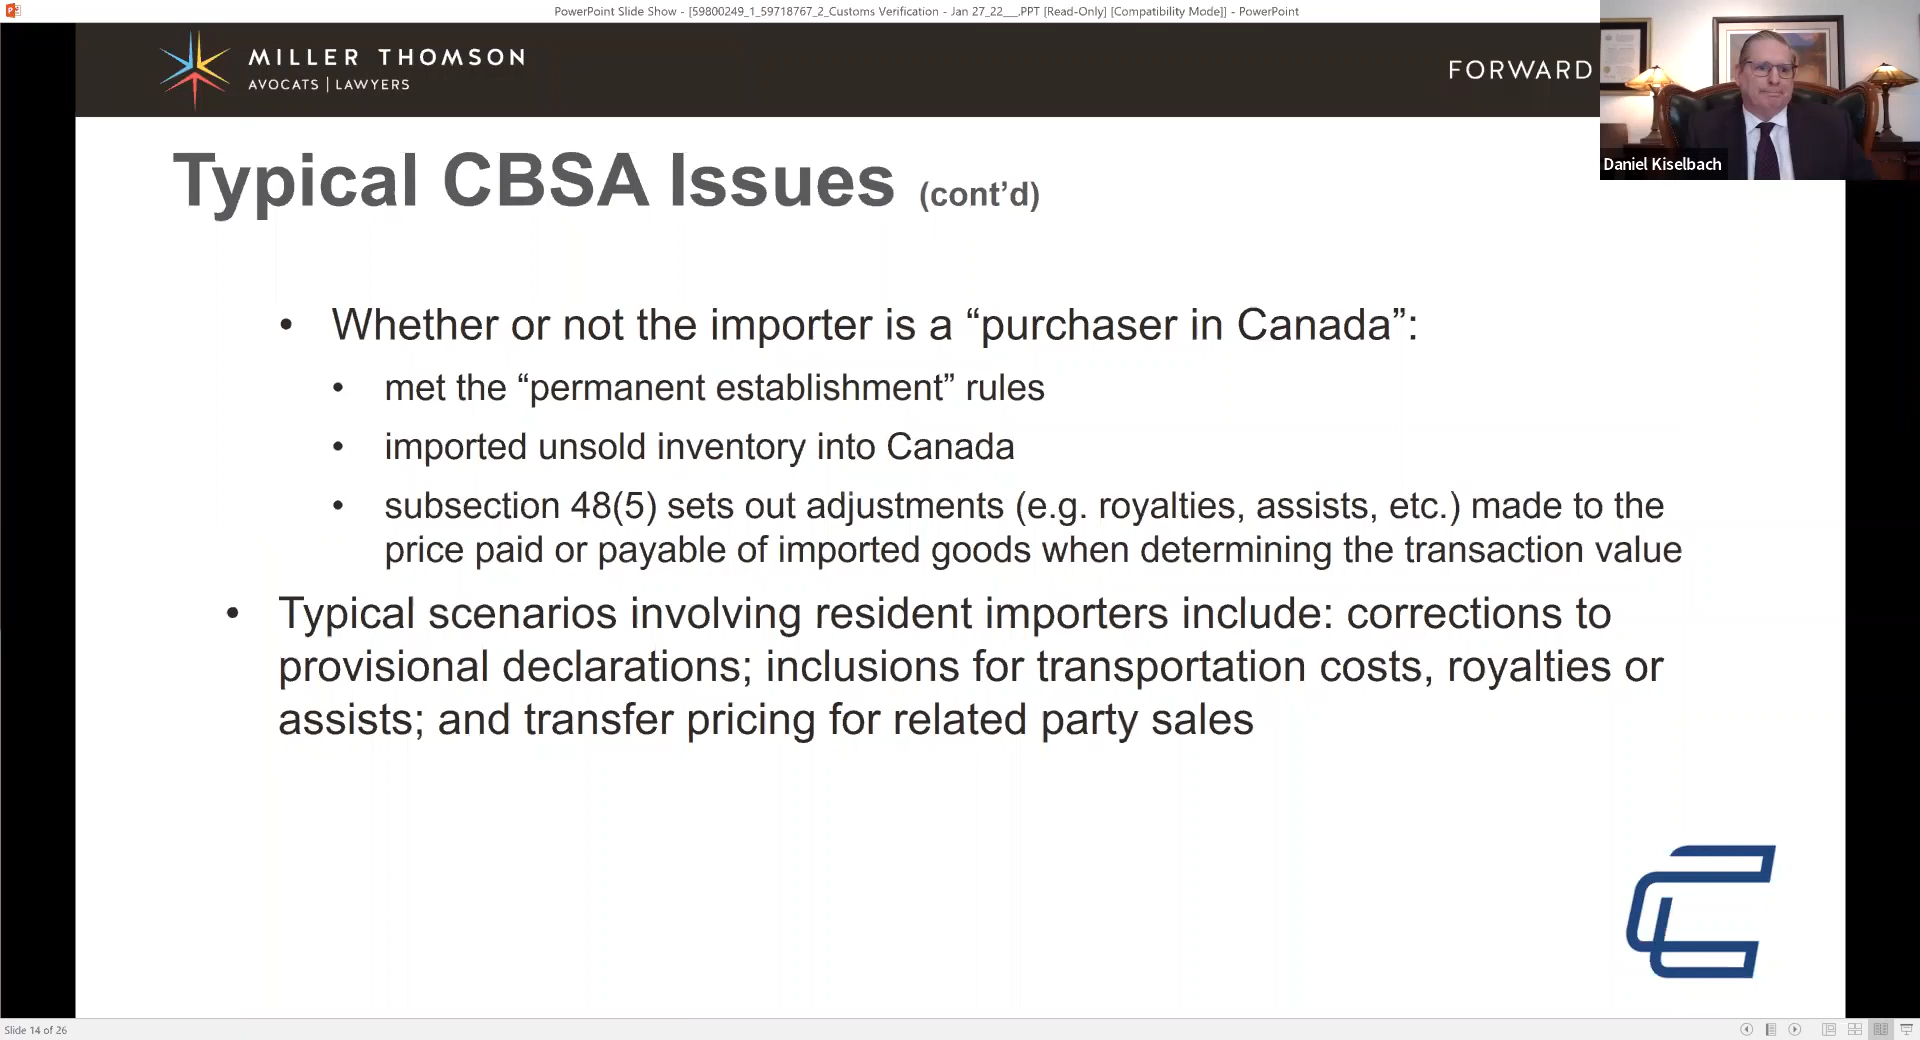 PowerPoint Slide Show - [59800249_1_59718767_2_Customs Verification - Jan 27_22___.PPT [Read-Only] [Compatibility Mode]] - PowerPoint
MILLER THOMSON
AVOCATS | LAWYERS
FORWARD
Daniel Kiselbach
Typical CBSA Issues (cont’d)
• Whether or not the importer is a “purchaser in Canada”:
• met the “permanent establishment” rules
• imported unsold inventory into Canada
• subsection 48(5) sets out adjustments (e.g. royalties, assists, etc.) made to the
price paid or payable of imported goods when determining the transaction value
• Typical scenarios involving resident importers include: corrections to
provisional declarations; inclusions for transportation costs, royalties or
assists; and transfer pricing for related party sales
Slide 14 of 26